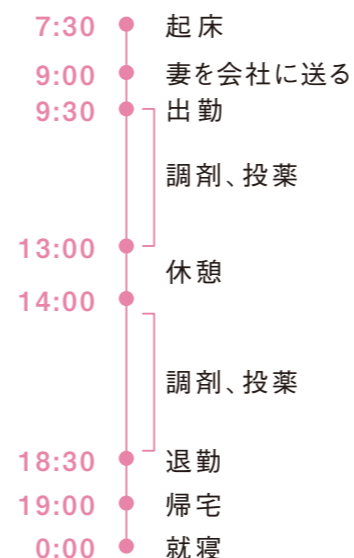 7:30 起床
9:00 妻を会社に送る
9:30 出勤
調剤、投薬
13:00
休憩
14:00
調剤、投薬
18:30 退勤
19:00 帰宅
0:00 就寝